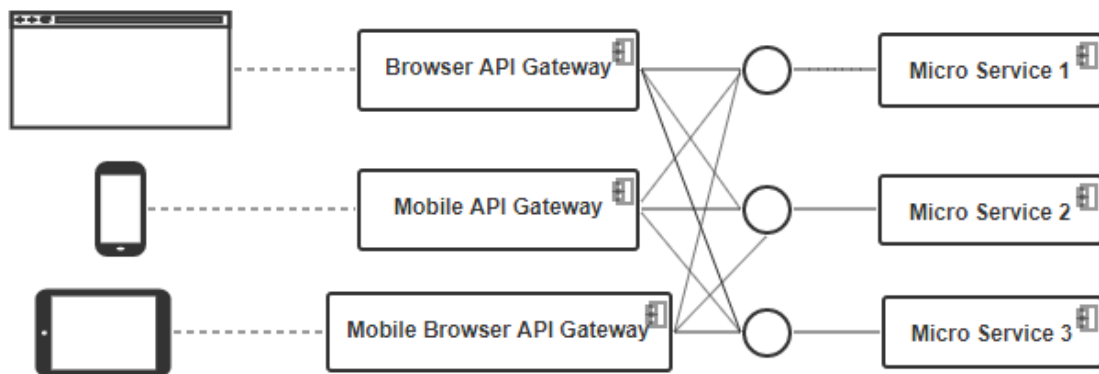 Browser API Gateway
Micro Service 1
Mobile API Gateway
Micro Service 2
Mobile Browser API Gateway
Micro Service 3